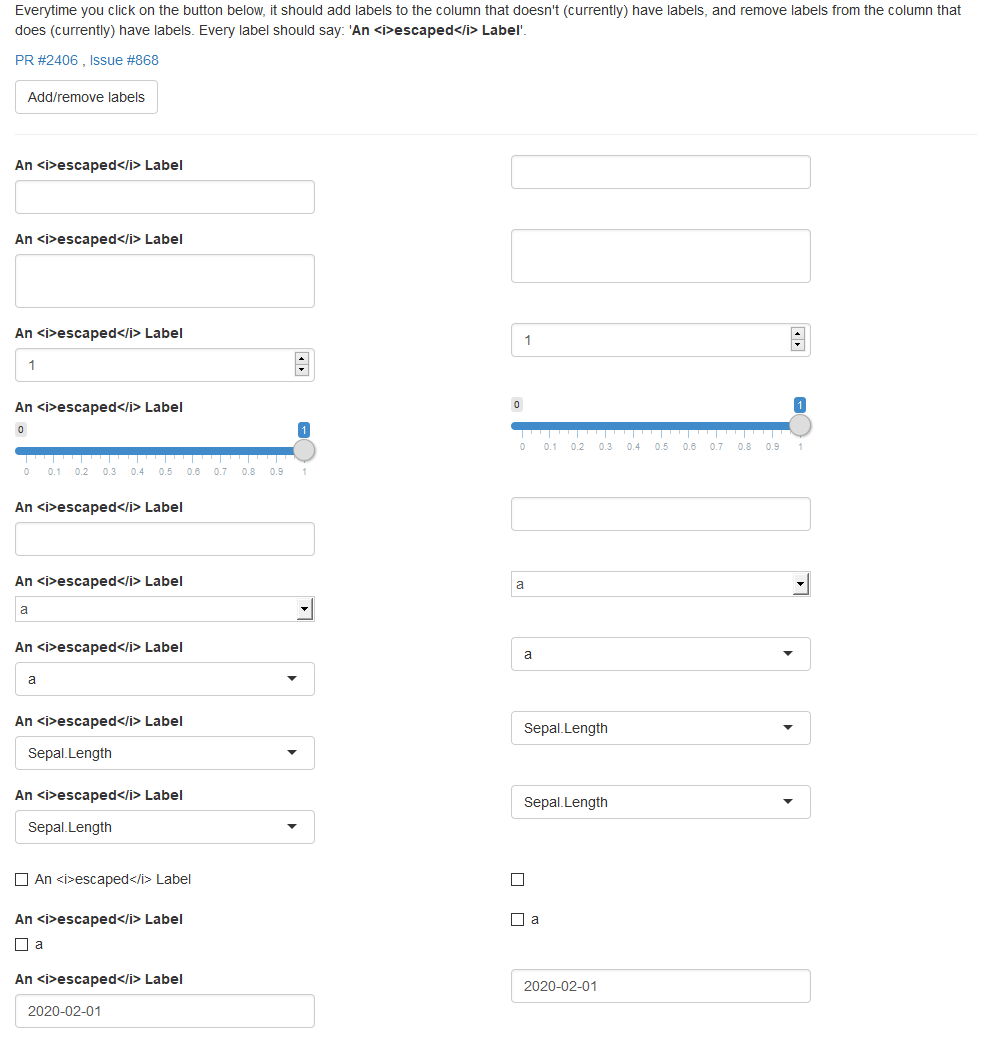 Everytime you click on the button below, it should add labels to the column that doesn't (currently) have labels, and remove labels from the column that
does (currently) have labels. Every label should say: 'An <i>escaped</i> Label'.
PR #2406 , Issue #868
Add/remove labels
An <i>escaped</i> Label
An <i>escaped</i> Label
An <i>escaped</i> Label
1
1
An <i>escaped</i> Label
0 1
0 0.1 0.2 0.3 0.4 0.5 0.6 0.7 0.8 0.9 1
0 1
0 0.1 0.2 0.3 0.4 0.5 0.6 0.7 0.8 0.9 1
An <i>escaped</i> Label
An <i>escaped</i> Label
a
a
An <i>escaped</i> Label
a
a
An <i>escaped</i> Label
Sepal.Length
Sepal.Length
An <i>escaped</i> Label
Sepal.Length
Sepal.Length
An <i>escaped</i> Label
An <i>escaped</i> Label
a
a
An <i>escaped</i> Label
2020-02-01
2020-02-01